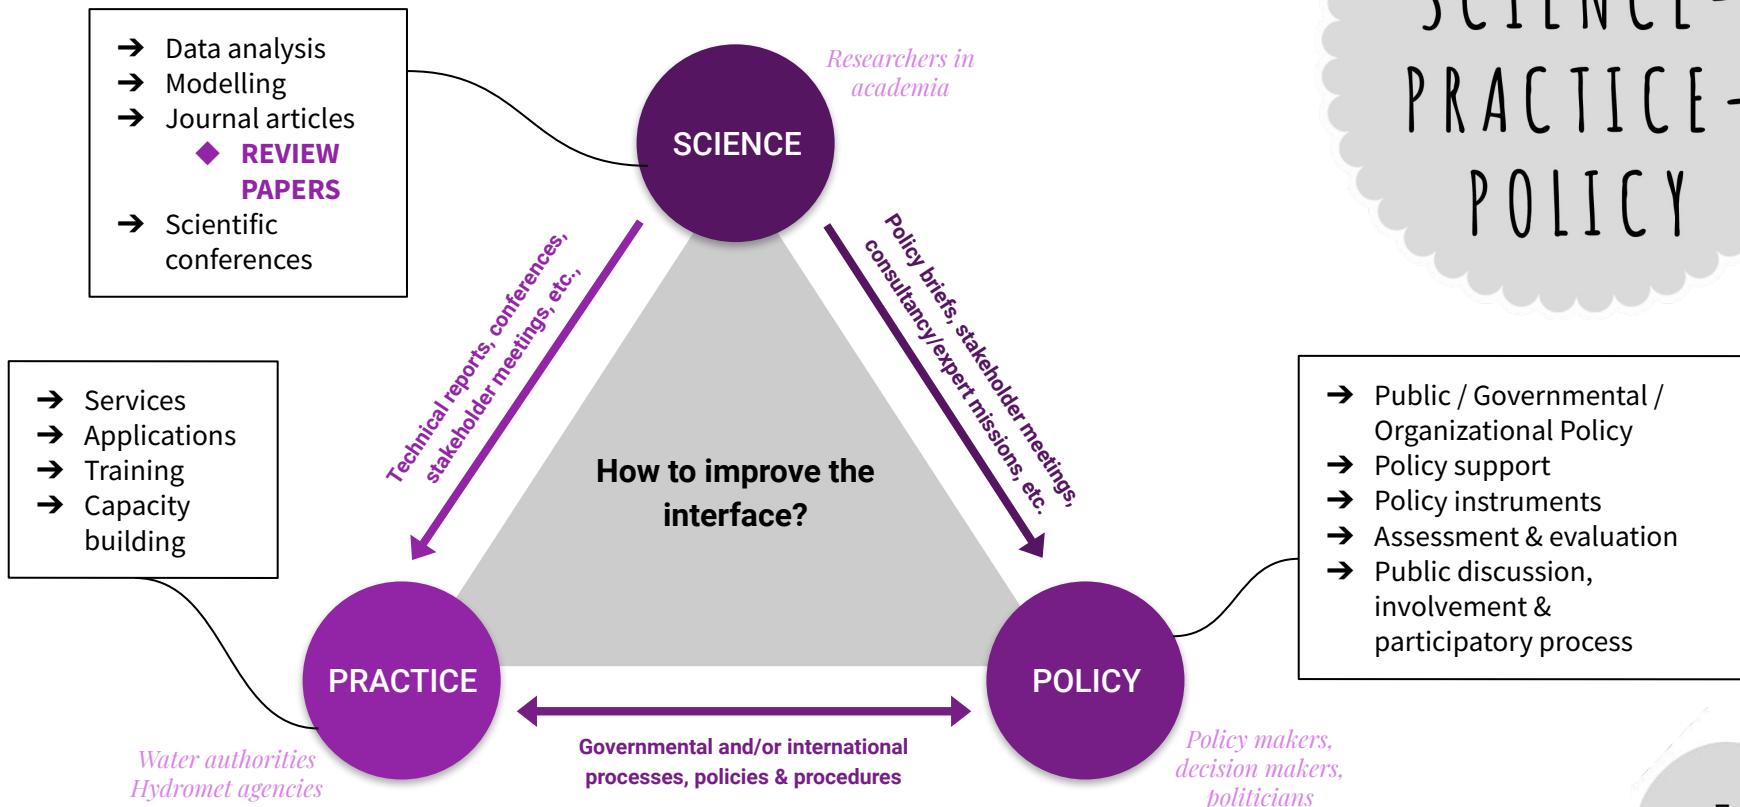 Data analysis
Modelling
Journal articles
REVIEW
PAPERS
Scientific
conferences
Researchers in
academia
SCIENCE
SCIENCE-
PRACTICE-
POLICY
Technical reports, conferences,
stakeholder meetings, etc.,
Policy briefs, stakeholder meetings,
consultancy/expert missions, etc.
Services
Applications
Training
Capacity
building
How to improve the
interface?
Public / Governmental /
Organizational Policy
Policy support
Policy instruments
Assessment & evaluation
Public discussion,
involvement &
participatory process
PRACTICE
POLICY
Governmental and/or international
processes, policies & procedures
Water authorities
Hydromet agencies
Policy makers,
decision makers,
politicians